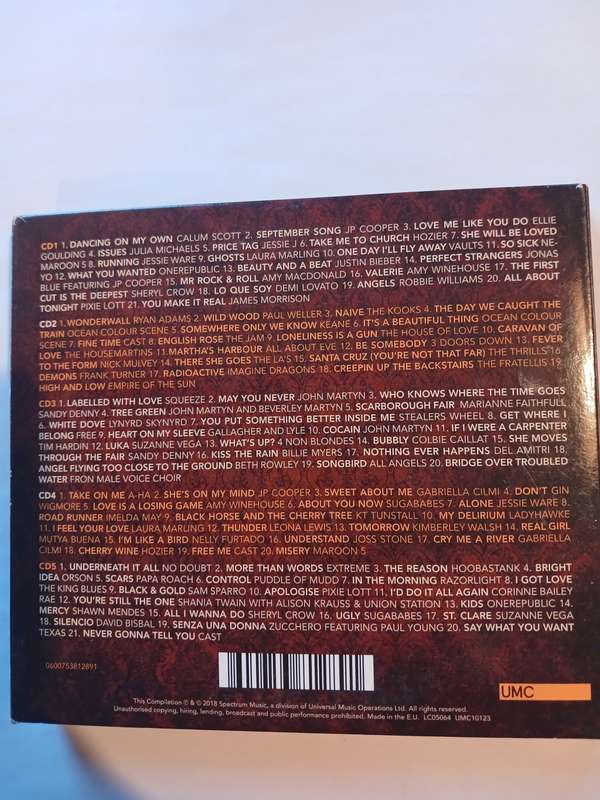 CD1 1. DANCING ON MY OWN CALUM SCOTT 2. SEPTEMBER SONG JP COOPER 3. LOVE ME LIKE YOU DO ELLIE
GOULDING 4. ISSUES JULIA MICHAELS 5. PRICE TAG JESSIE J 6. TAKE ME TO CHURCH HOZIER 7. SHE WILL BE LOVED
MAROON 5 8. RUNNING JESSIE WARE 9. GHOSTS LAURA MARLING 10. ONE DAY I'LL FLY AWAY VAULTS 11. SO SICK NE-
YO 12. WHAT YOU WANTED ONEREPUBLIC 13. BEAUTY AND A BEAT JUSTIN BIEBER 14. PERFECT STRANGERS JONAS
BLUE FEATURING JP COOPER 15. MR ROCK & ROLL AMY MACDONALD 16. VALERIE AMY WINEHOUSE 17. THE FIRST
CUT IS THE DEEPEST SHERYL CROW 18. LO QUE SOY DEMI LOVATO 19. ANGELS ROBBIE WILLIAMS 20. ALL ABOUT
TONIGHT PIXIE LOTT 21. YOU MAKE IT REAL JAMES MORRISON
CD2 1. WONDERWALL RYAN ADAMS 2. WILD WOOD PAUL WELLER 3. NAIVE THE KOOKS 4. THE DAY WE CAUGHT THE
TRAIN OCEAN COLOUR SCENE 5. SOMEWHERE ONLY WE KNOW KEANE 6. IT'S A BEAUTIFUL THING OCEAN COLOUR
SCENE 7. FINE TIME CAST 8. ENGLISH ROSE THE JAM 9. LONELINESS IS A GUN THE HOUSE OF LOVE 10. CARAVAN OF
LOVE THE HOUSEMARTINS 11.MARTHA'S HARBOUR ALL ABOUT EVE 12. BE SOMEBODY 3 DOORS DOWN 13. FEVER
TO THE FORM NICK MULVEY 14. THERE SHE GOES THE LA'S 15. SANTA CRUZ (YOU'RE NOT THAT FAR) THE THRILLS 16.
DEMONS FRANK TURNER 17. RADIOACTIVE IMAGINE DRAGONS 18. CREEPIN UP THE BACKSTAIRS THE FRATELLIS 19.
HIGH AND LOW EMPIRE OF THE SUN
CD3 1. LABELLED WITH LOVE SQUEEZE 2. MAY YOU NEVER JOHN MARTYN 3. WHO KNOWS WHERE THE TIME GOES
SANDY DENNY 4. TREE GREEN JOHN MARTYN AND BEVERLEY MARTYN 5. SCARBOROUGH FAIR MARIANNE FAITHFULL
6. WHITE DOVE LYNYRD SKYNYRD 7. YOU PUT SOMETHING BETTER INSIDE ME STEALERS WHEEL 8. GET WHERE I
BELONG FREE 9. HEART ON MY SLEEVE GALLAGHER AND LYLE 10. COCAIN JOHN MARTYN 11. IF I WERE A CARPENTER
TIM HARDIN 12. LUKA SUZANNE VEGA 13. WHAT'S UP? 4 NON BLONDES 14. BUBBLY COLBIE CAILLAT 15. SHE MOVES
THROUGH THE FAIR SANDY DENNY 16. KISS THE RAIN BILLIE MYERS 17. NOTHING EVER HAPPENS DEL AMITRI 18.
ANGEL FLYING TOO CLOSE TO THE GROUND BETH ROWLEY 19. SONGBIRD ALL ANGELS 20. BRIDGE OVER TROUBLED
WATER FRON MALE VOICE CHOIR
CD4 1. TAKE ON ME A-HA 2. SHE'S ON MY MIND JP COOPER 3. SWEET ABOUT ME GABRIELLA CILMI 4. DON'T GIN
WIGMORE 5. LOVE IS A LOSING GAME AMY WINEHOUSE 6. ABOUT YOU NOW SUGABABES 7. ALONE JESSIE WARE 8.
ROAD RUNNER IMELDA MAY 9. BLACK HORSE AND THE CHERRY TREE KT TUNSTALL 10. MY DELIRIUM LADYHAWKE
11. I FEEL YOUR LOVE LAURA MARLING 12. THUNDER LEONA LEWIS 13. TOMORROW KIMBERLEY WALSH 14. REAL GIRL
MUTYA BUENA 15. I'M LIKE A BIRD NELLY FURTADO 16. UNDERSTAND JOSS STONE 17. CRY ME A RIVER GABRIELLA
CILMI 18. CHERRY WINE HOZIER 19. FREE ME CAST 20. MISERY MAROON 5
CD5 1. UNDERNEATH IT ALL NO DOUBT 2. MORE THAN WORDS EXTREME 3. THE REASON HOOBASTANK 4. BRIGHT
IDEA ORSON 5. SCARS PAPA ROACH 6. CONTROL PUDDLE OF MUDD 7. IN THE MORNING RAZORLIGHT 8. I GOT LOVE
THE KING BLUES 9. BLACK & GOLD SAM SPARRO 10. APOLOGISE PIXIE LOTT 11. I'D DO IT ALL AGAIN CORINNE BAILEY
RAE 12. YOU'RE STILL THE ONE SHANIA TWAIN WITH ALISON KRAUSS & UNION STATION 13. KIDS ONEREPUBLIC 14.
MERCY SHAWN MENDES 15. ALL I WANNA DO SHERYL CROW 16. UGLY SUGABABES 17. ST. CLARE SUZANNE VEGA
18. SILENCIO DAVID BISBAL 19. SENZA UNA DONNA ZUCCHERO FEATURING PAUL YOUNG 20. SAY WHAT YOU WANT
TEXAS 21. NEVER GONNA TELL YOU CAST
0600753812891
UMC
This Compilation ℗ & © 2018 Spectrum Music, a division of Universal Music Operations Ltd. All rights reserved.
Unauthorised copying, hiring, lending, broadcast and public performance prohibited. Made in the E.U. LC05064 UMC10123